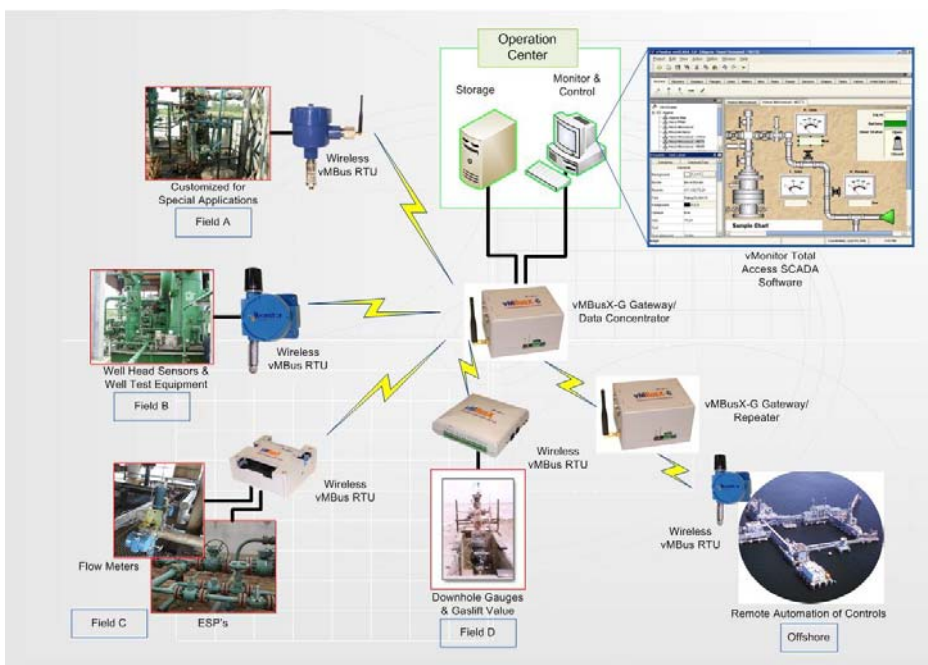 Operation
Center
Storage
Monitor &
Control
Wireless
vMBus RTU
Customized for
Special Applications
Field A
vMonitor Total
Access SCADA
Software
Sample Chart
vMBusX-G Gateway/
Data Concentrator
Wireless
vMBus RTU
Well Head Sensors &
Well Test Equipment
Field B
vMBusX-G Gateway/
Repeater
Wireless
vMBus RTU
vMBusX
Wireless
vMBus RTU
Flow Meters
Field C
ESP's
Downhole Gauges
& Gaslift Value
Field D
Wireless
vMBus RTU
Remote Automation of Controls
Offshore